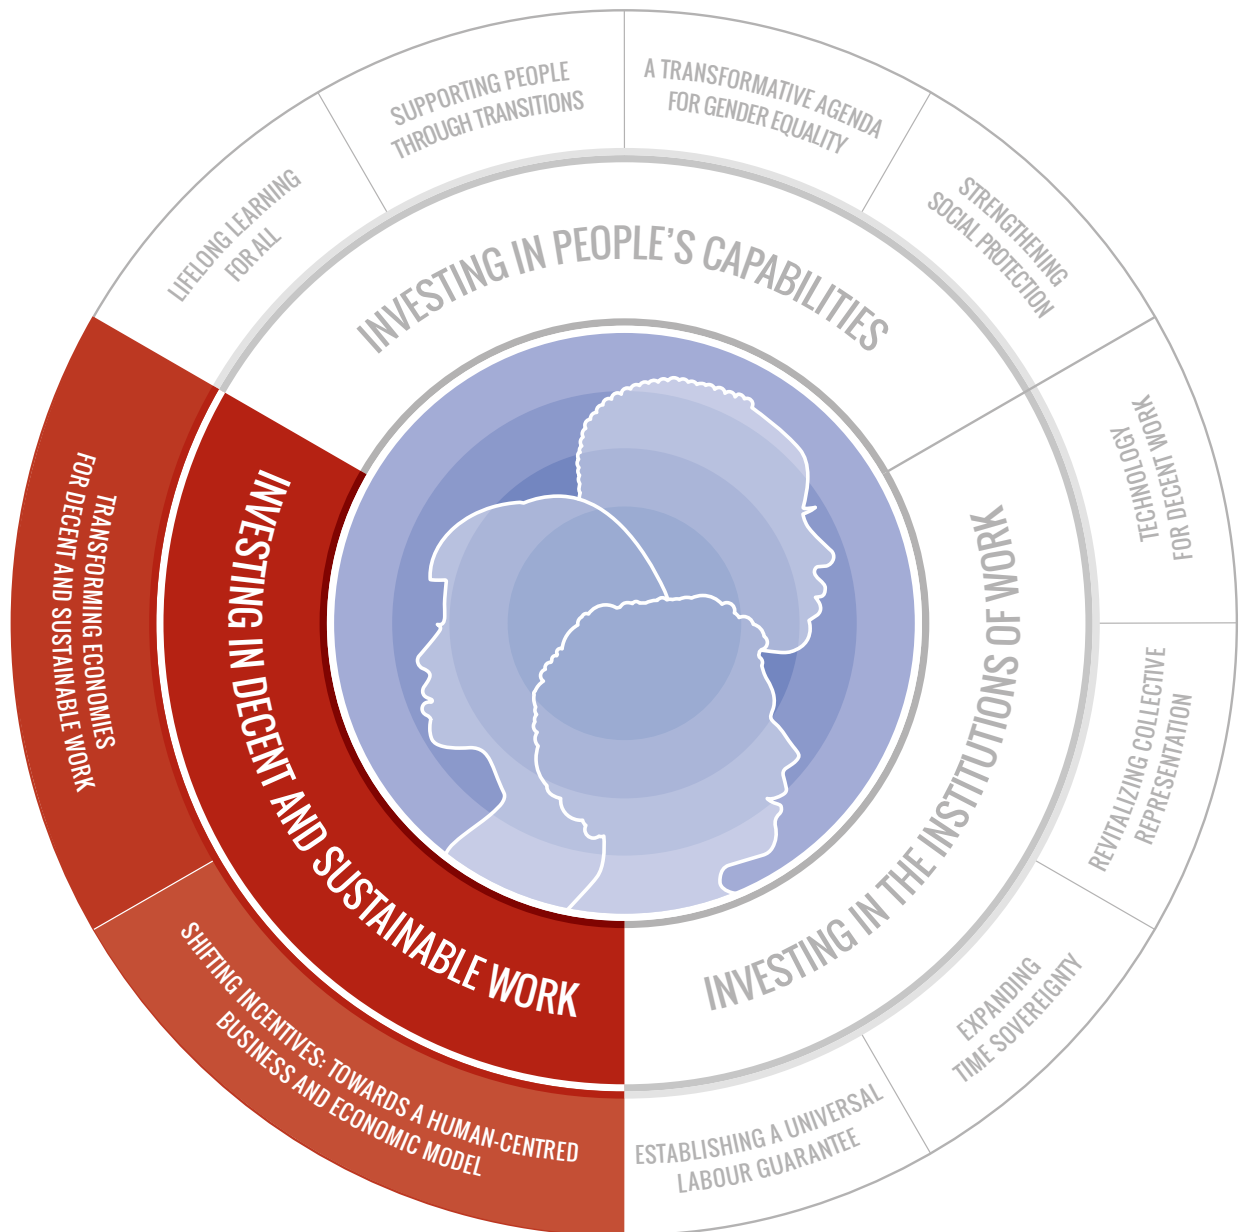 SUPPORTING PEOPLE
THROUGH TRANSITIONS
A TRANSFORMATIVE AGENDA
FOR GENDER EQUALITY
LIFELONG LEARNING
FOR ALL
STRENGTHENING
SOCIAL PROTECTION
INVESTING IN PEOPLE'S CAPABILITIES
TECHNOLOGY
FOR DECENT WORK
REVITALIZING COLLECTIVE
REPRESENTATION
EXPANDING
TIME SOVEREIGNTY
ESTABLISHING A UNIVERSAL
LABOUR GUARANTEE
INVESTING IN THE INSTITUTIONS OF WORK
TRANSFORMING ECONOMIES
FOR DECENT AND SUSTAINABLE WORK
INVESTING IN DECENT AND SUSTAINABLE WORK
SHIFTING INCENTIVES: TOWARDS A HUMAN-CENTRED
BUSINESS AND ECONOMIC MODEL